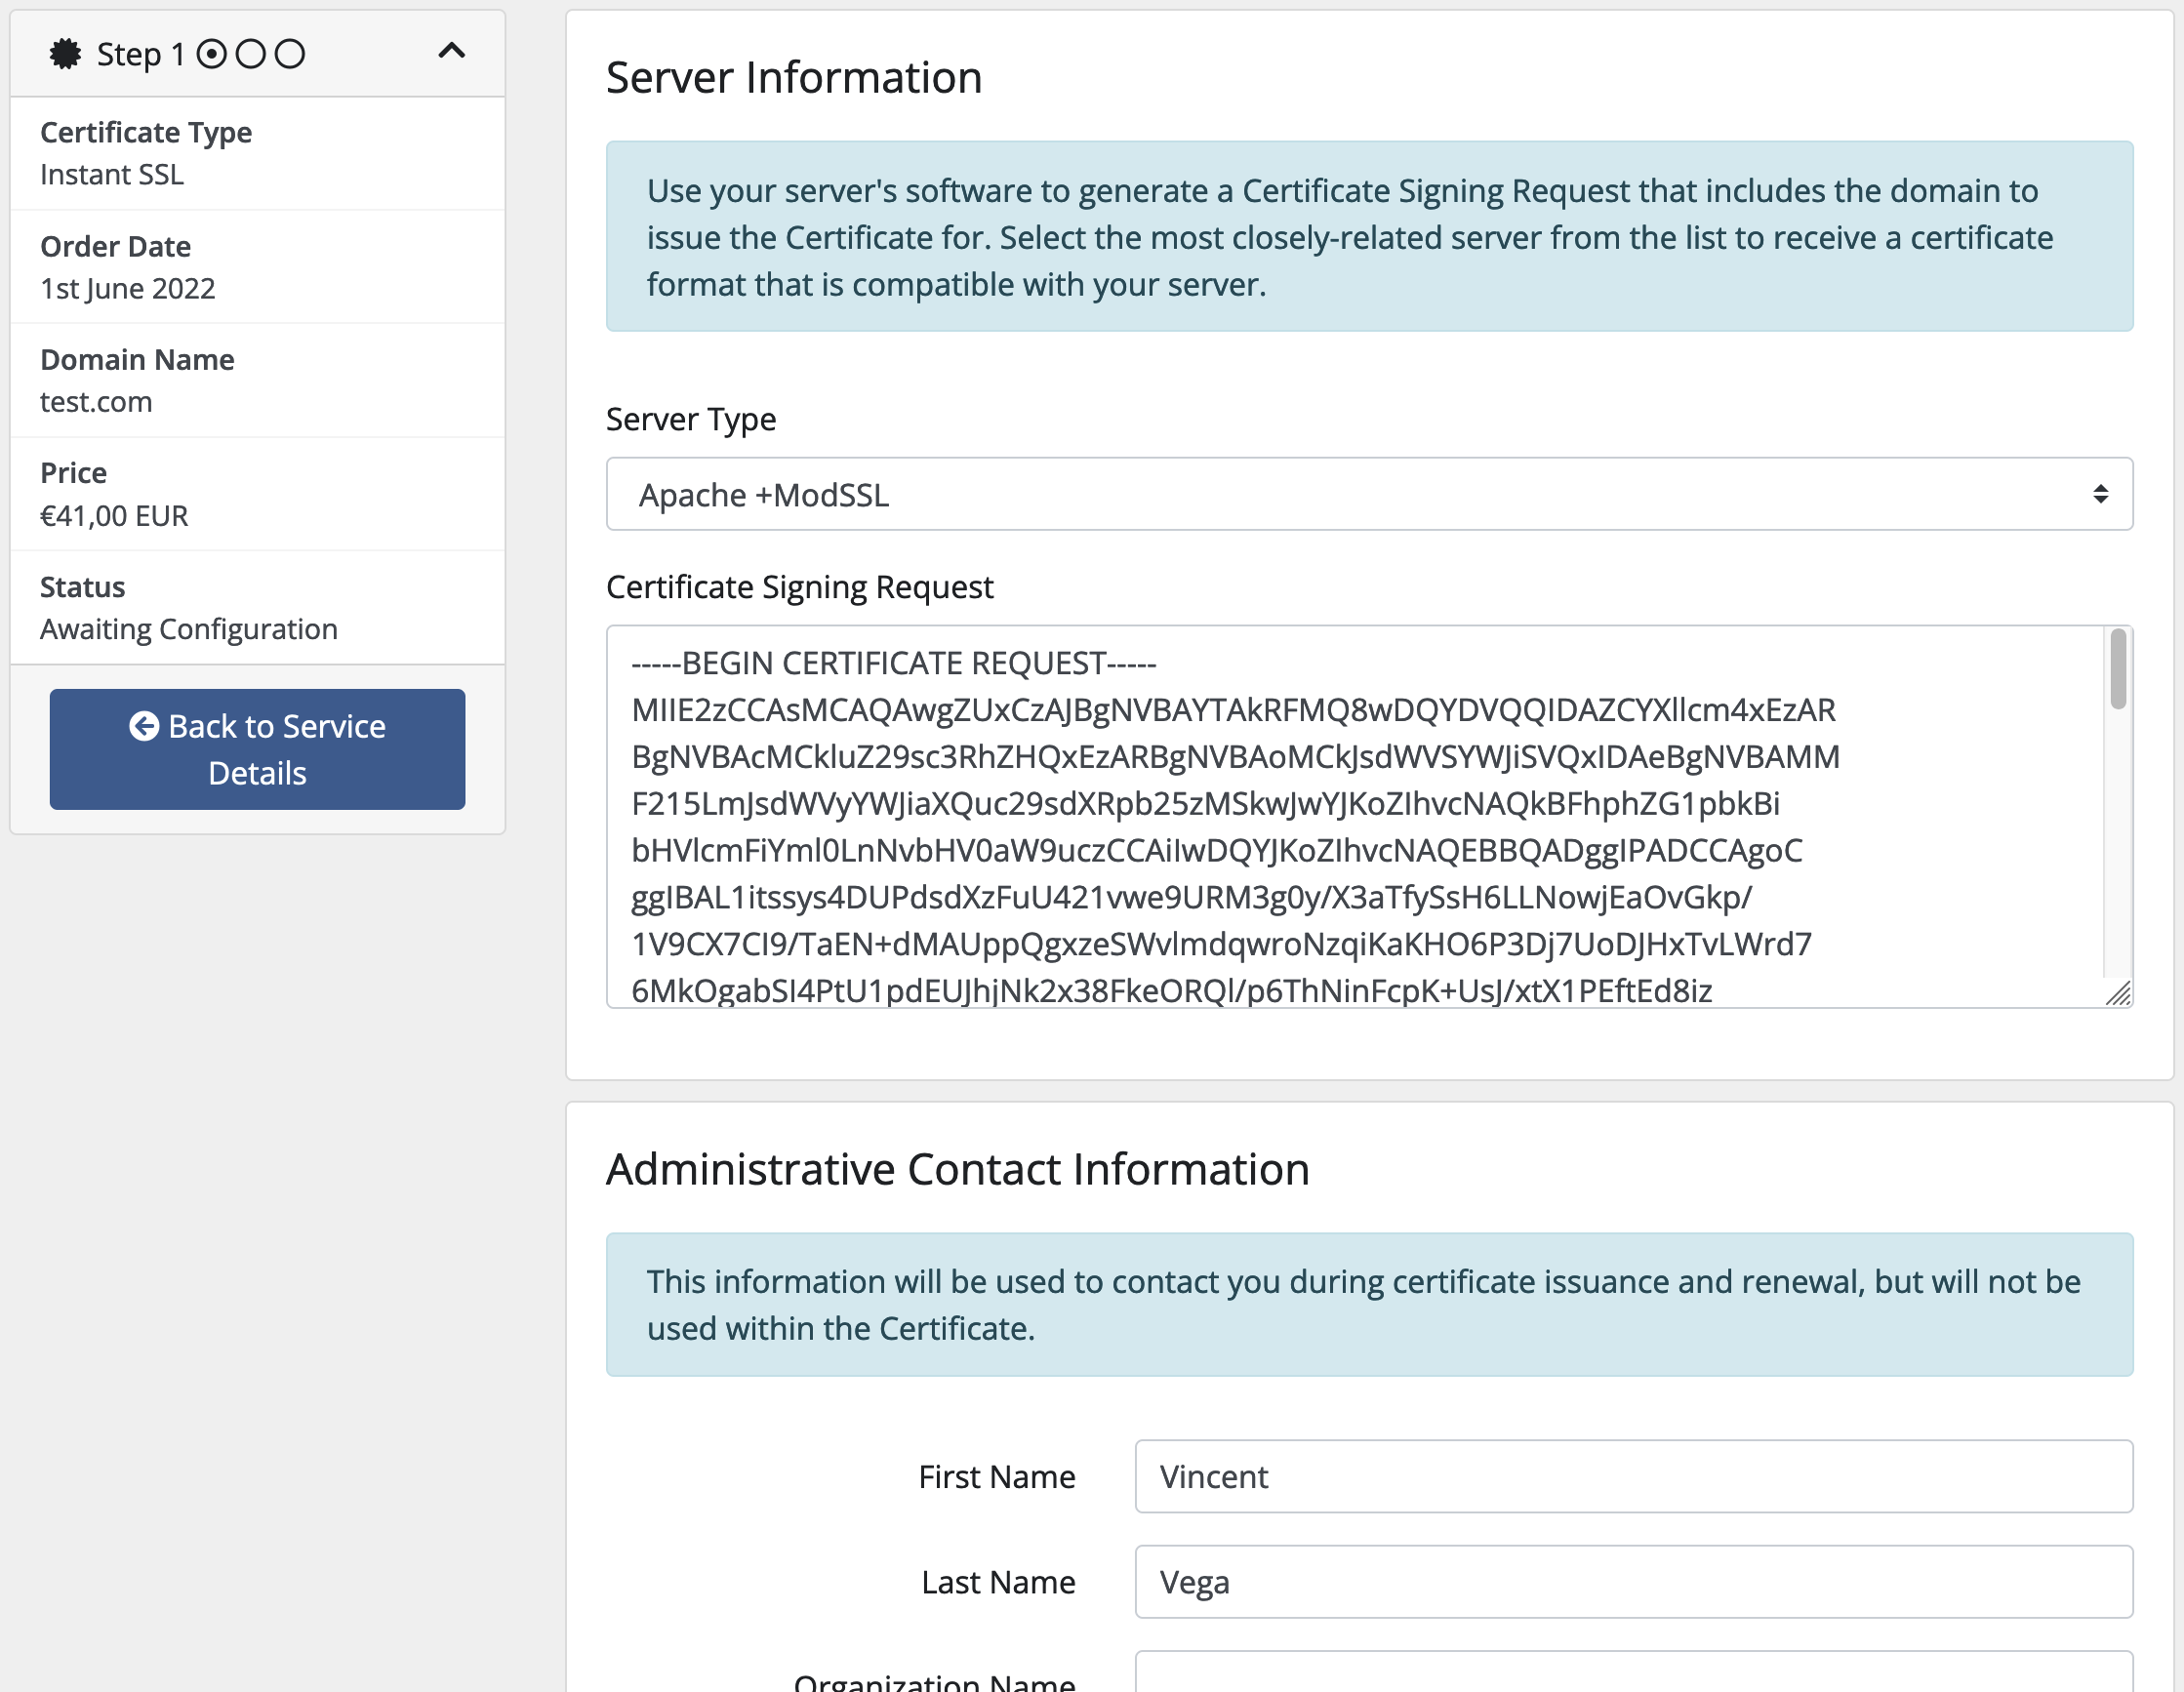 Step 1
Certificate Type
Instant SSL
Order Date
1st June 2022
Domain Name
test.com
Price
€41,00 EUR
Status
Awaiting Configuration
Back to Service
Details
Server Information
Use your server's software to generate a Certificate Signing Request that includes the domain to
issue the Certificate for. Select the most closely-related server from the list to receive a certificate
format that is compatible with your server.
Server Type
Apache +ModSSL
Certificate Signing Request
-----BEGIN CERTIFICATE REQUEST-----
MIIE2zCCAsMCAQAwgZUxCzAJBgNVBAYTAkRFMQ8wDQYDVQQIDAZCYXllcm4xEzAR
BgNVBAcMCkluZ29sc3RhZHQxEzARBgNVBAoMCkJsdWVSYWJiSVQxIDAeBgNVBAMM
F215LmJsdWVyYWJiaXQuc29sdXRpb25zMSkwJwYJKoZIhvcNAQkBFhphZG1pbkBi
bHVlcmFiYml0LnNvbHV0aW9uczCCAiIwDQYJKoZIhvcNAQEBBQADggIPADCCAgoC
ggIBAL1itssys4DUPdsdXzFuU421vwe9URM3g0y/X3aTfySsH6LLNowjEaOvGkp/
1V9CX7CI9/TaEN+dMAUppQgxzeSWvlmdqwroNzqiKaKHO6P3Dj7UoDJHxTvLWrd7
6MkOgabSI4PtU1pdEUJhjNk2x38FkeORQl/p6ThNinFcpK+UsJ/xtX1PEftEd8iz
Administrative Contact Information
This information will be used to contact you during certificate issuance and renewal, but will not be
used within the Certificate.
First Name
Vincent
Last Name
Vega
Organization Name